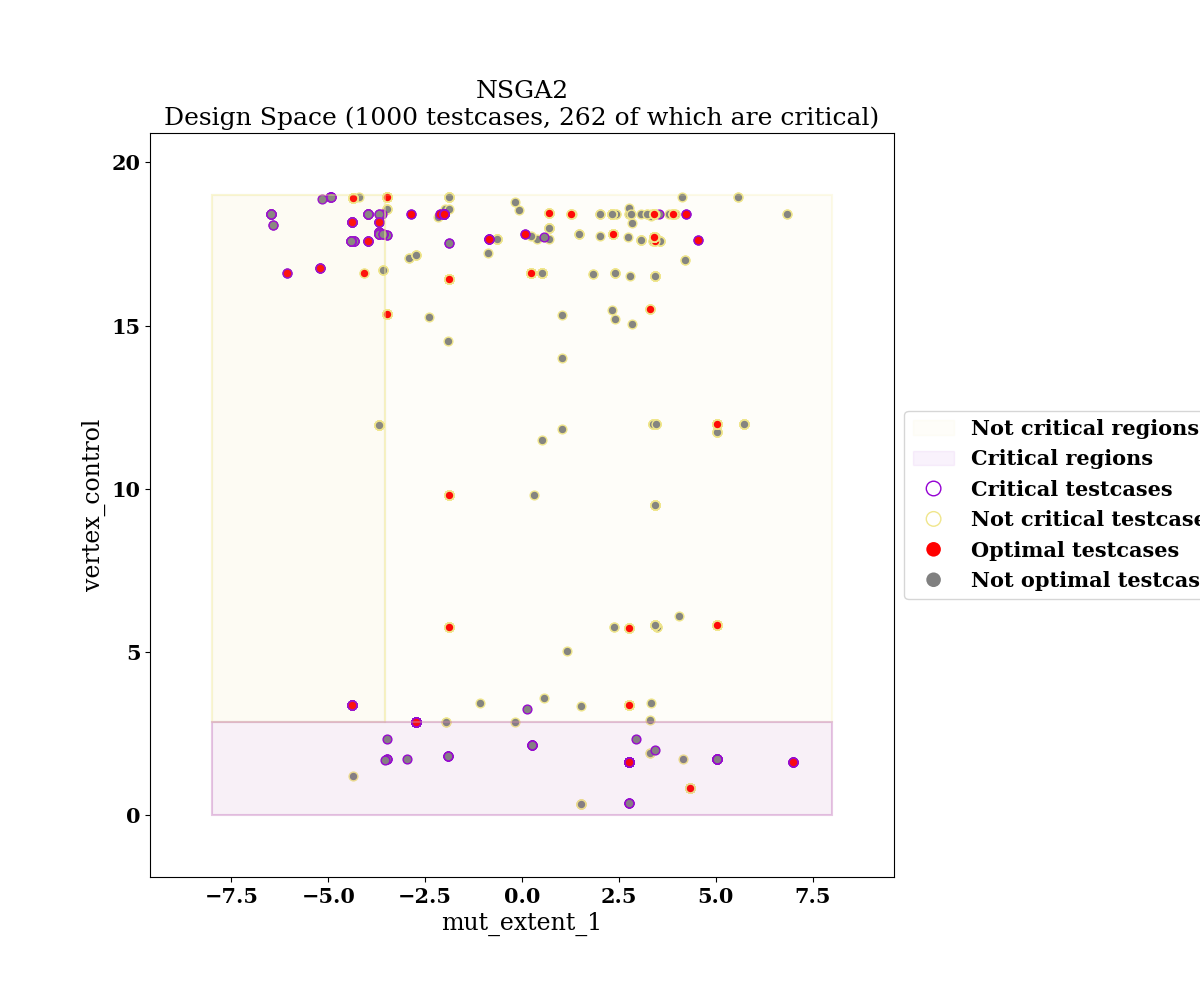 NSGA2
Design Space (1000 testcases, 262 of which are critical)
20
15
10
5
0
vertex_control
−7.5
−5.0
−2.5
0.0
2.5
5.0
7.5
mut_extent_1
Not critical regions
Critical regions
Critical testcases
Not critical testcase
Optimal testcases
Not optimal testcas